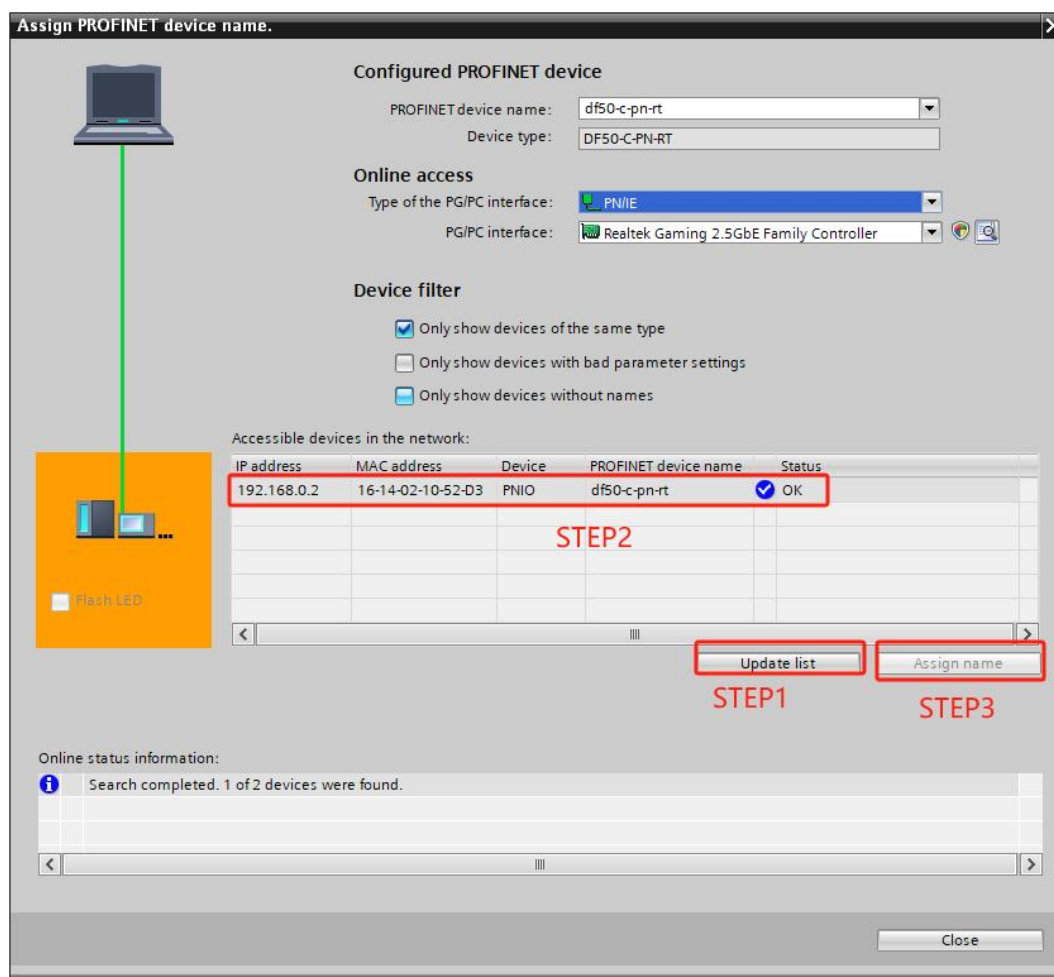 Assign PROFINET device name.
Configured PROFINET device
PROFINET device name: df50-c-pn-rt
Device type: DF50-C-PN-RT
Online access
Type of the PG/PC interface: PN/IE
PG/PC interface: Realtek Gaming 2.5GbE Family Controller
Device filter
Only show devices of the same type
Only show devices with bad parameter settings
Only show devices without names
Accessible devices in the network:
IP address MAC address Device PROFINET device name Status
192.168.0.2 16-14-02-10-52-D3 PNIO df50-c-pn-rt OK
STEP2
Flash LED
Update list Assign name
STEP1 STEP3
Online status information:
Search completed. 1 of 2 devices were found.
Close